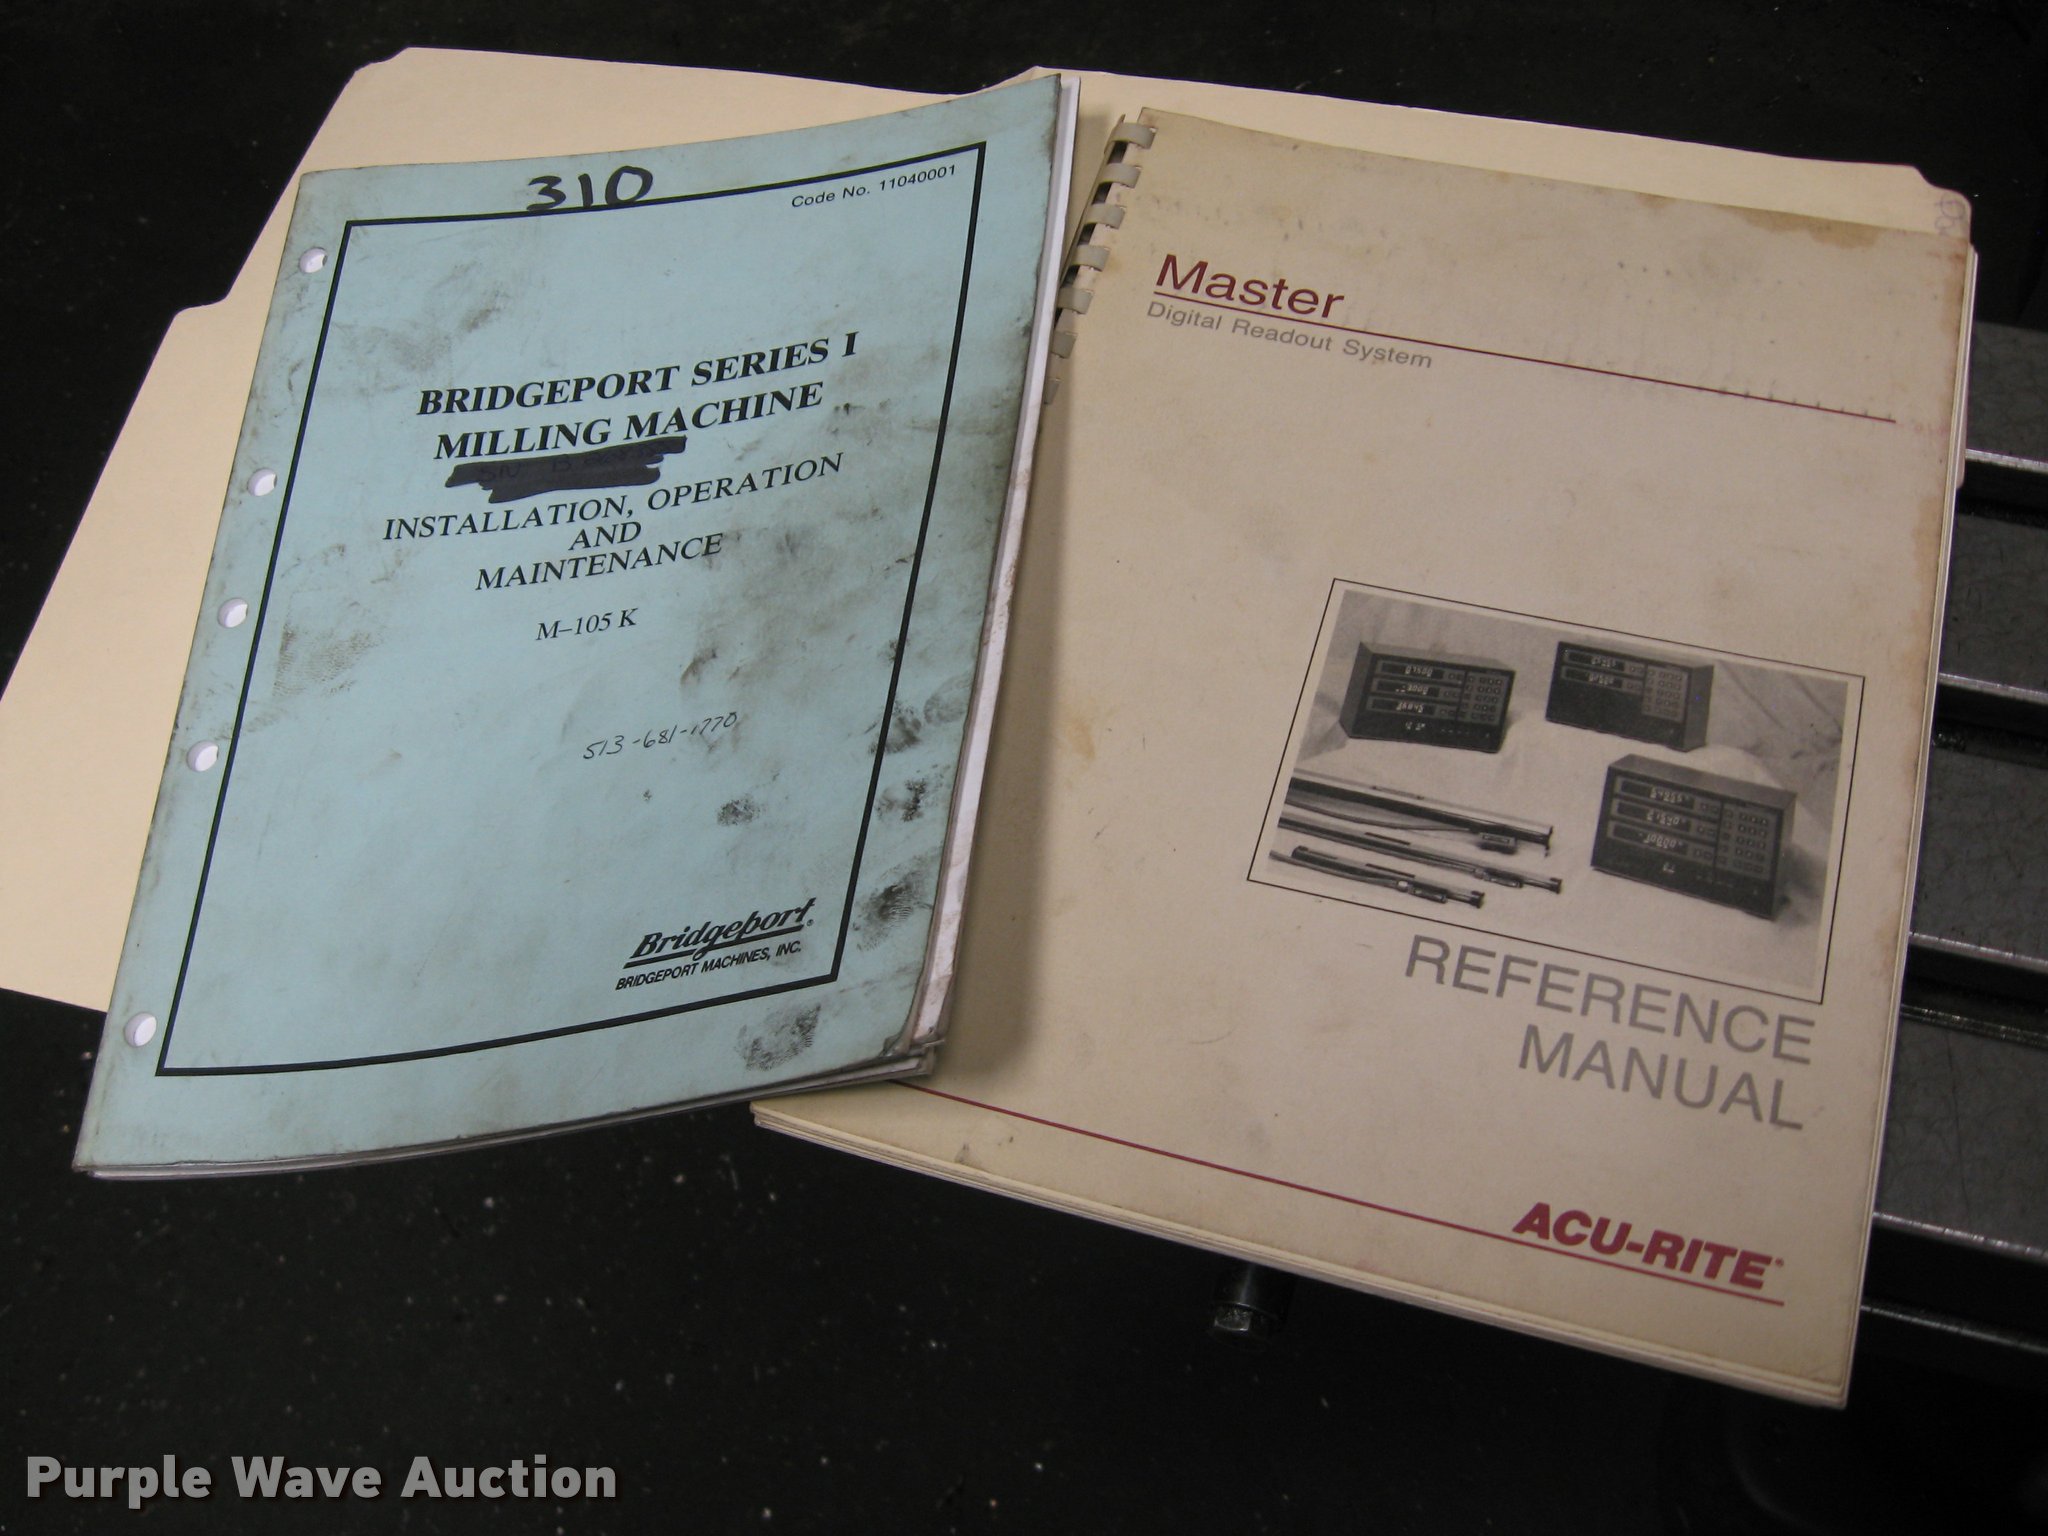 310
Code No. 11040001
BRIDGEPORT SERIES I
MILLING MACHINE
SN B
INSTALLATION, OPERATION
AND
MAINTENANCE
M–105 K
513-681-1770
Bridgeport®
BRIDGEPORT MACHINES, INC.
Master
Digital Readout System
REFERENCE
MANUAL
ACU-RITE®
Purple Wave Auction